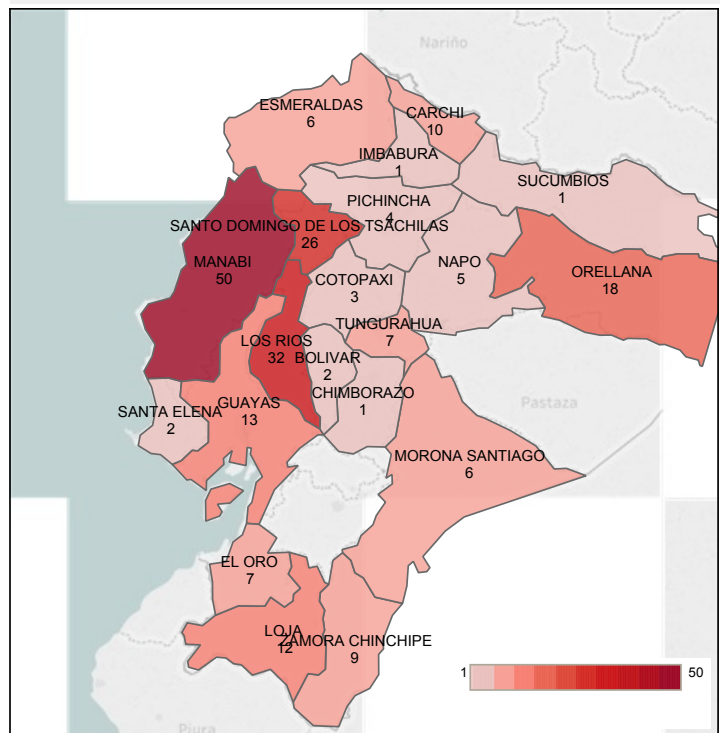 Nariño
ESMERALDAS
6
CARCHI
10
IMBABURA
1
SUCUMBIOS
1
PICHINCHA
4
SANTO DOMINGO DE LOS TSACHILAS
26
MANABI
50
NAPO
5
ORELLANA
18
COTOPAXI
3
TUNGURAHUA
7
LOS RIOS
32
BOLIVAR
2
CHIMBORAZO
1
Pastaza
SANTA ELENA
2
GUAYAS
13
MORONA SANTIAGO
6
EL ORO
7
LOJA
12
ZAMORA CHINCHIPE
9
1
50
Piura